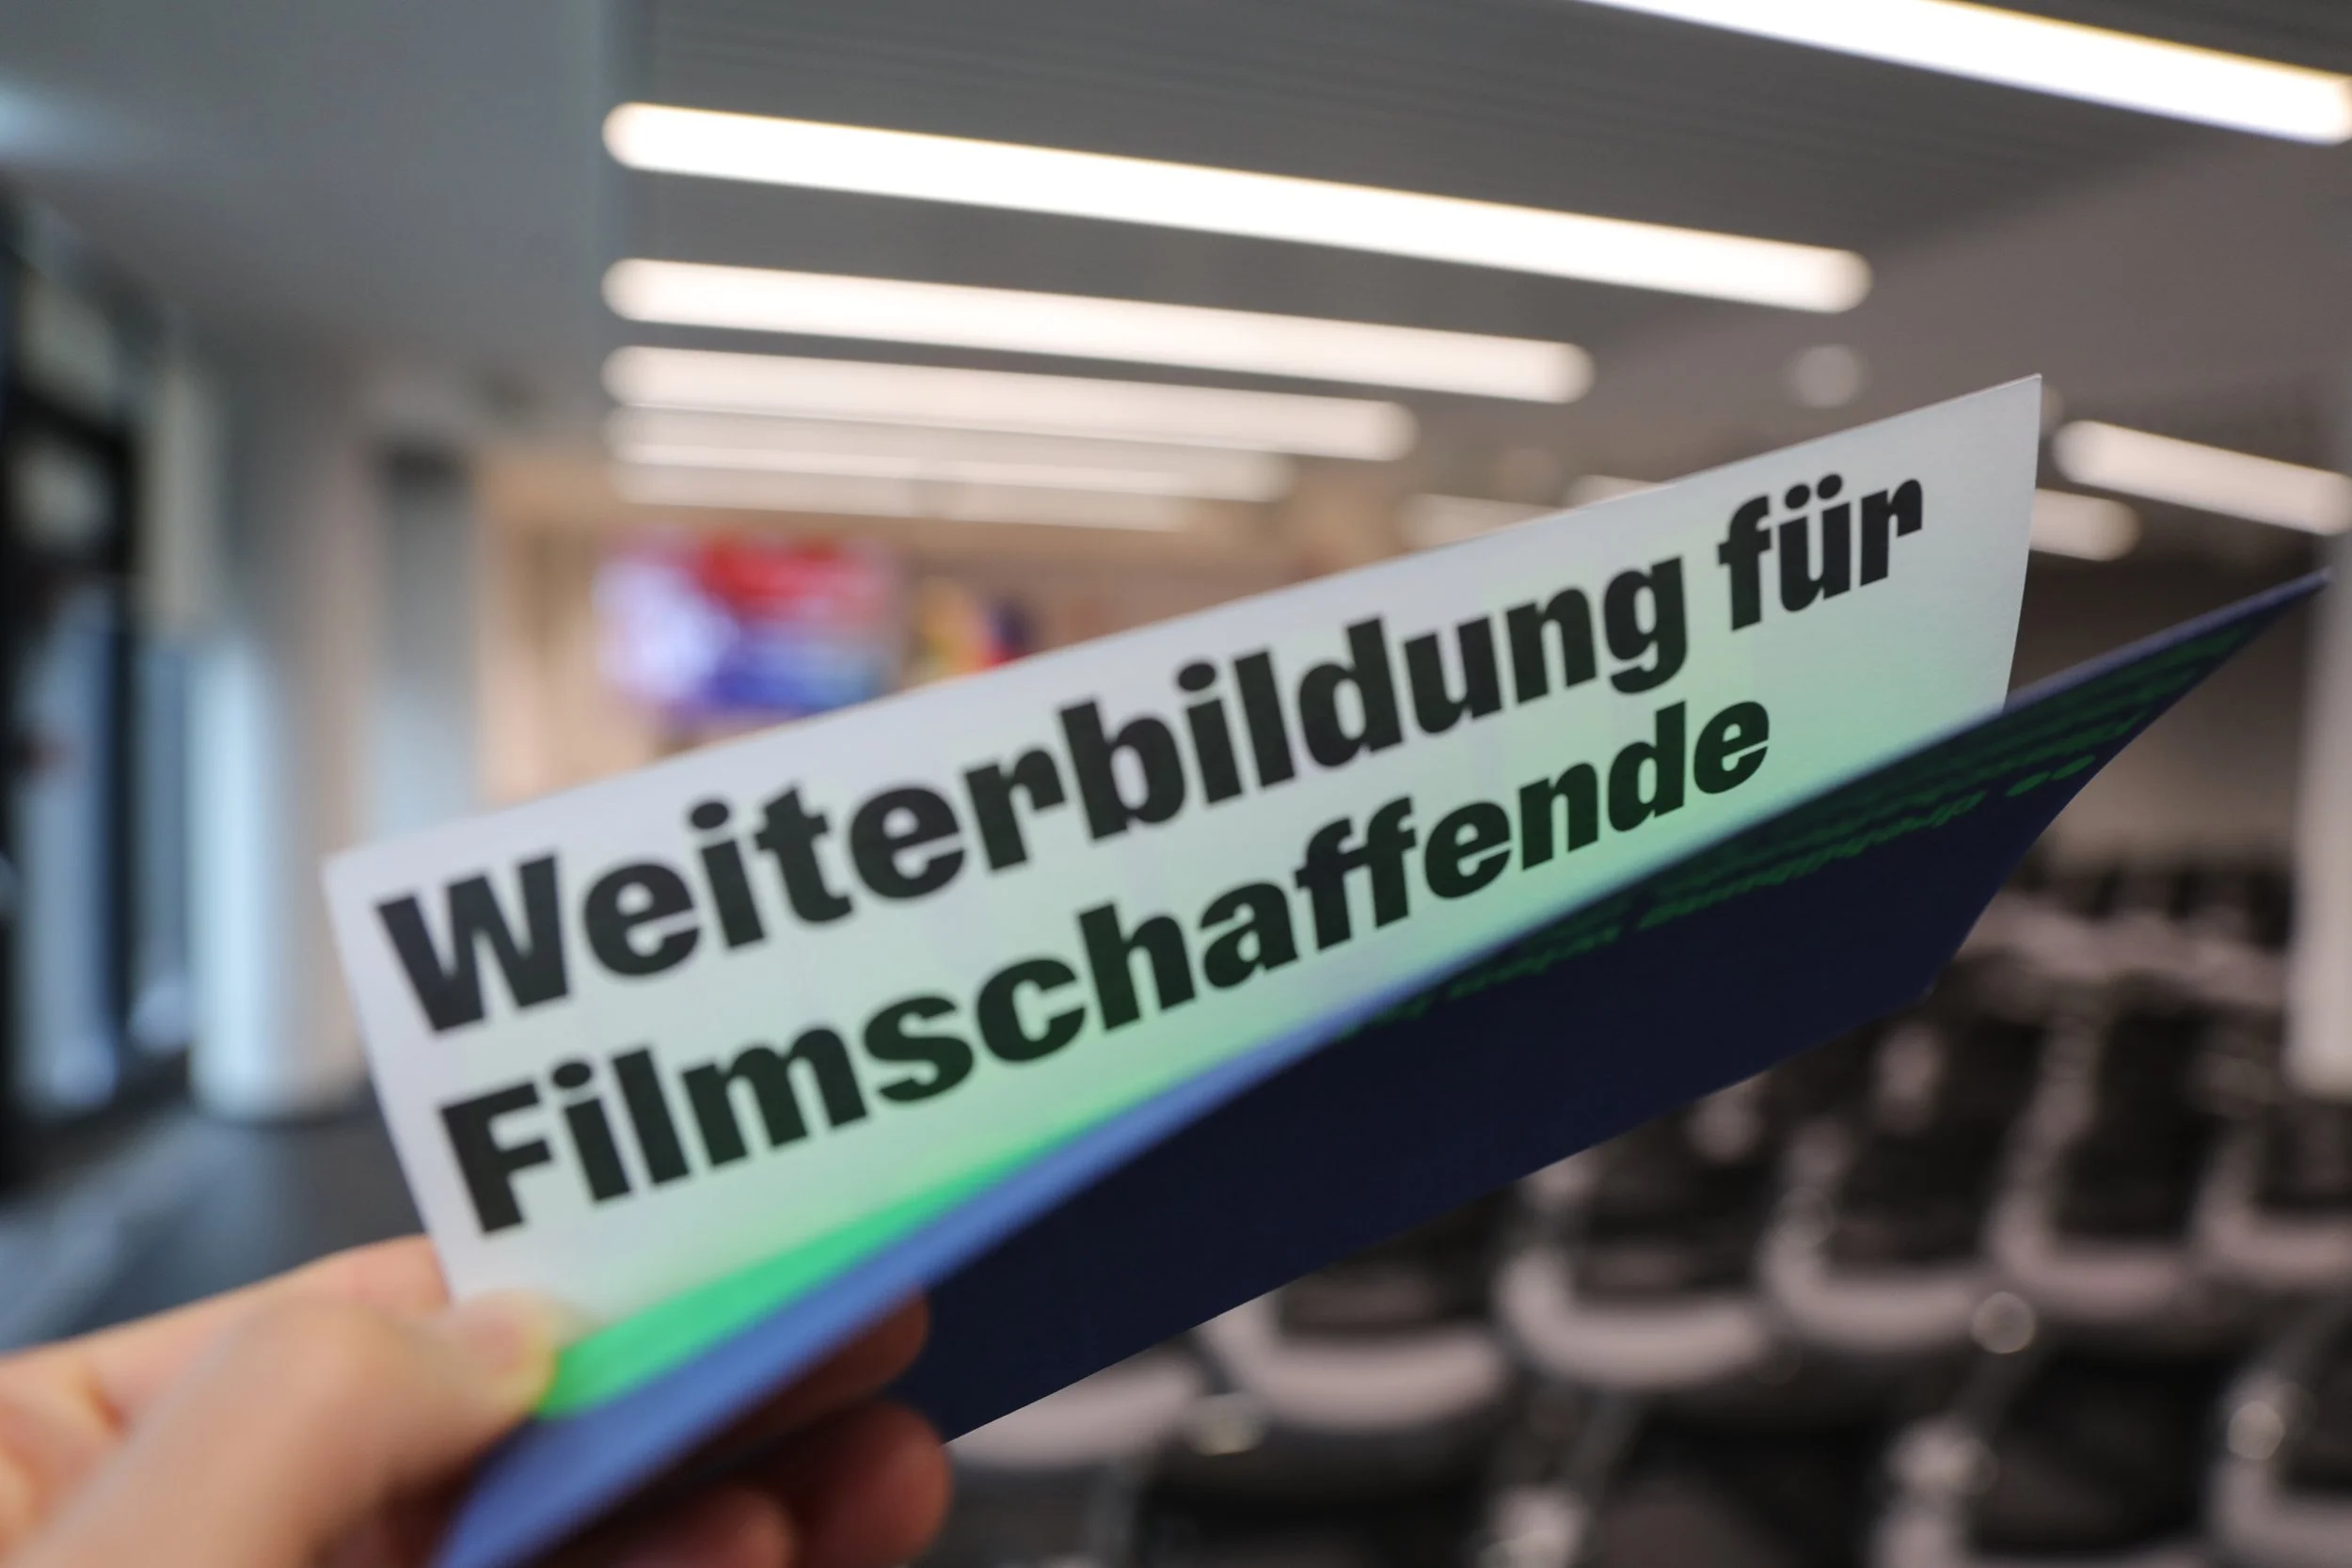 Weiterbildung für
Filmschaffende